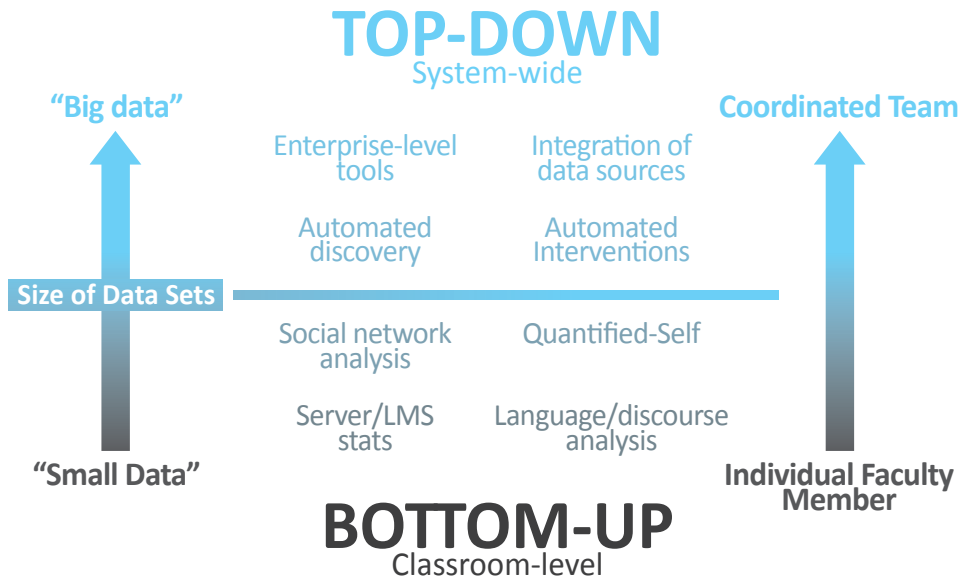 TOP-DOWN
System-wide
“Big data”
Coordinated Team
Enterprise-level
tools
Integration of
data sources
Automated
discovery
Automated
Interventions
Size of Data Sets
Social network
analysis
Quantified-Self
Server/LMS
stats
Language/discourse
analysis
“Small Data”
Individual Faculty
Member
BOTTOM-UP
Classroom-level